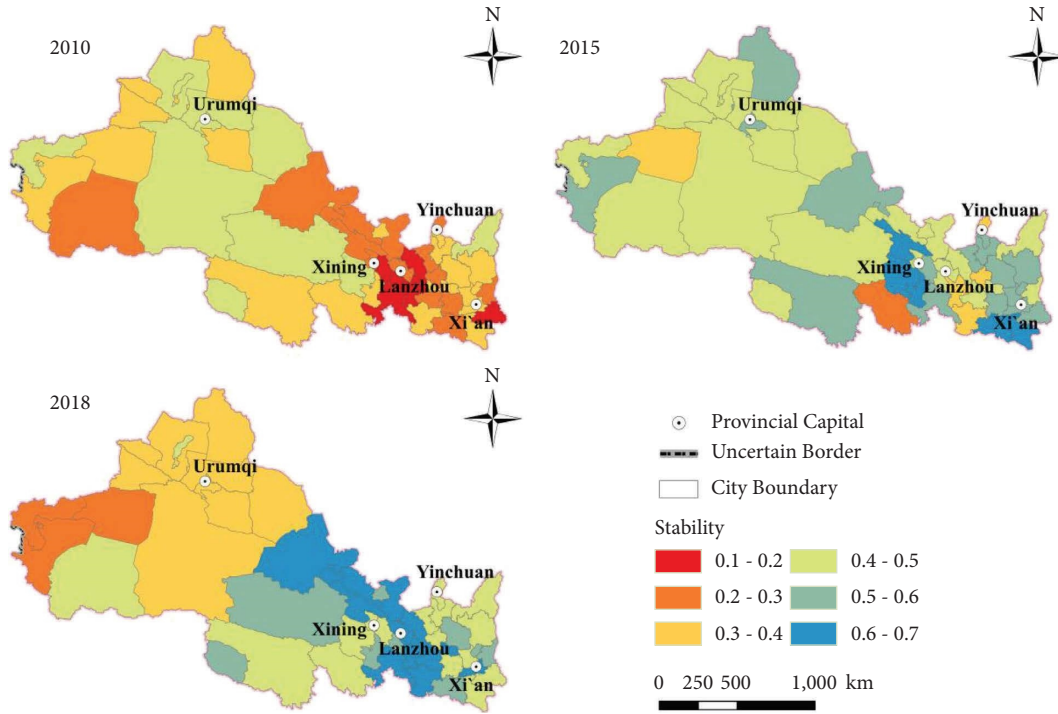 2010
N
Urumqi
Yinchuan
Xining
Lanzhou
Xi`an
2015
N
Urumqi
Yinchuan
Xining
Lanzhou
Xi`an
2018
N
Urumqi
Yinchuan
Xining
Lanzhou
Xi`an
Provincial Capital
Uncertain Border
City Boundary
Stability
0.1 - 0.2 0.4 - 0.5
0.2 - 0.3 0.5 - 0.6
0.3 - 0.4 0.6 - 0.7
0 250 500 1,000 km